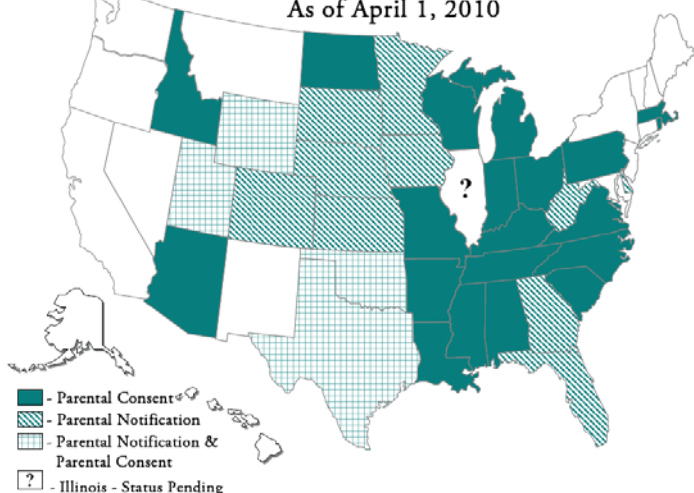 As of April 1, 2010
?
- Parental Consent
- Parental Notification
- Parental Notification &
Parental Consent
? - Illinois - Status Pending